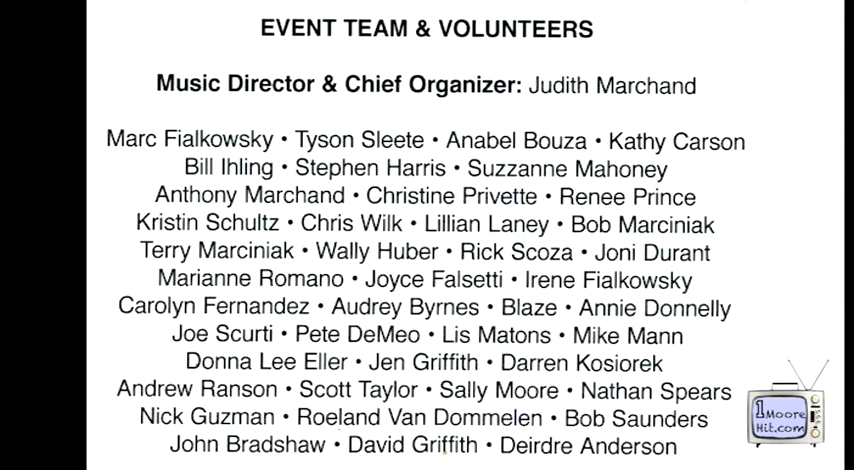 EVENT TEAM & VOLUNTEERS
Music Director & Chief Organizer: Judith Marchand
Marc Fialkowsky • Tyson Sleete • Anabel Bouza • Kathy Carson
Bill Ihling • Stephen Harris • Suzzanne Mahoney
Anthony Marchand • Christine Privette • Renee Prince
Kristin Schultz • Chris Wilk • Lillian Laney • Bob Marciniak
Terry Marciniak • Wally Huber • Rick Scoza • Joni Durant
Marianne Romano • Joyce Falsetti • Irene Fialkowsky
Carolyn Fernandez • Audrey Byrnes • Blaze • Annie Donnelly
Joe Scurti • Pete DeMeo • Lis Matons • Mike Mann
Donna Lee Eller • Jen Griffith • Darren Kosiorek
Andrew Ranson • Scott Taylor • Sally Moore • Nathan Spears
Nick Guzman • Roeland Van Dommelen • Bob Saunders
John Bradshaw • David Griffith • Deirdre Anderson
1Moore
Hit.com